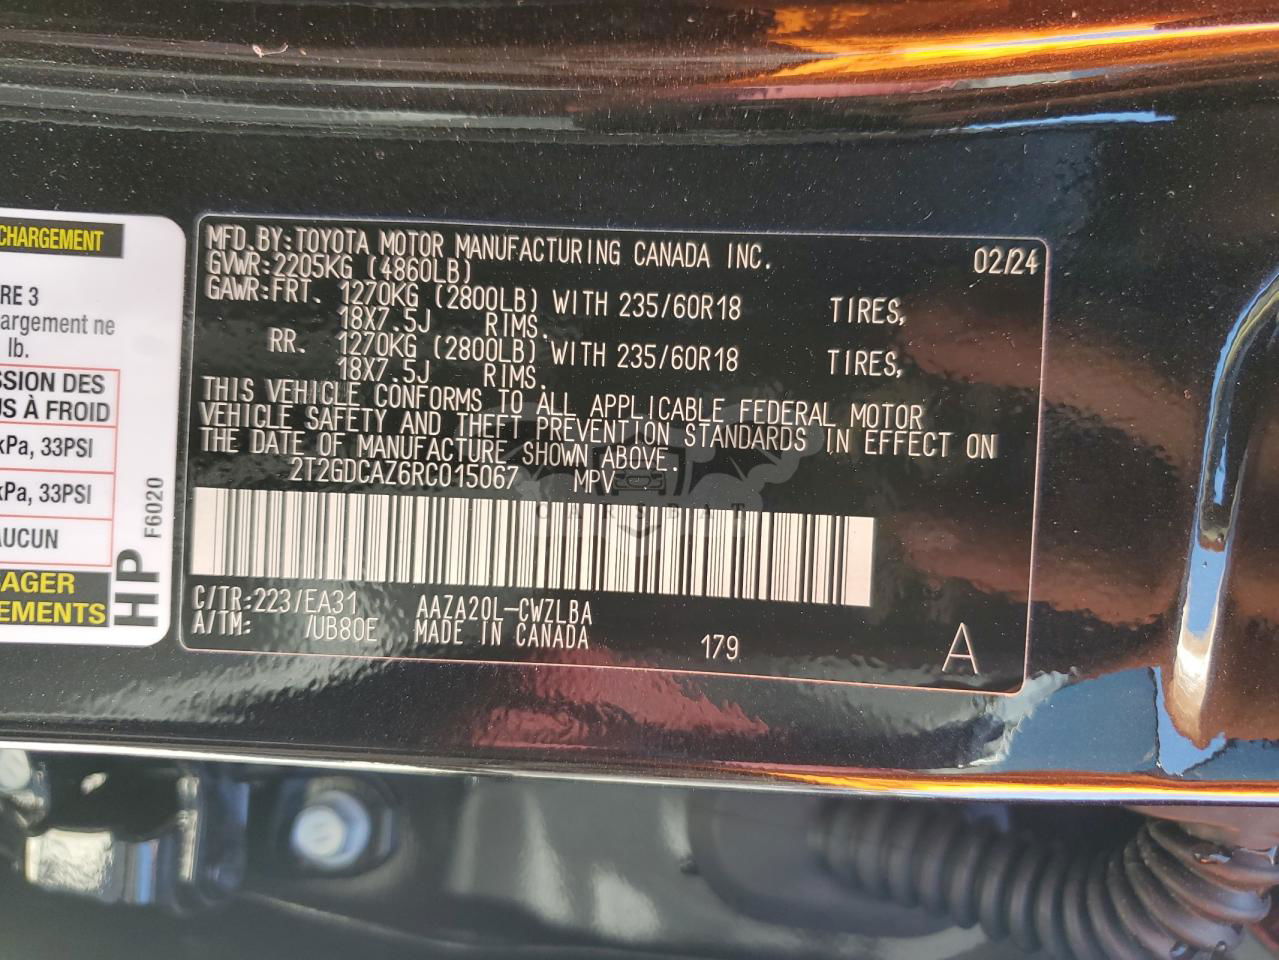 CHARGEMENT
RE 3
argement ne
lb.
SSION DES
US À FROID
kPa, 33PSI
kPa, 33PSI
AUCUN
SAGER
EMENTS
HP
F6020
MFD.BY:TOYOTA MOTOR MANUFACTURING CANADA INC. 02/24
GVWR:2205KG (4860LB)
GAWR:FRT. 1270KG (2800LB) WITH 235/60R18 TIRES,
18X7.5J RIMS.
RR. 1270KG (2800LB) WITH 235/60R18 TIRES,
18X7.5J RIMS.
THIS VEHICLE CONFORMS TO ALL APPLICABLE FEDERAL MOTOR
VEHICLE SAFETY AND THEFT PREVENTION STANDARDS IN EFFECT ON
THE DATE OF MANUFACTURE SHOWN ABOVE.
2T2GDCAZ6RC015067 MPV
CARSBAT
C/TR:223/EA31 AAZA20L-CWZLBA
A/TM: /UB80E MADE IN CANADA 179 A